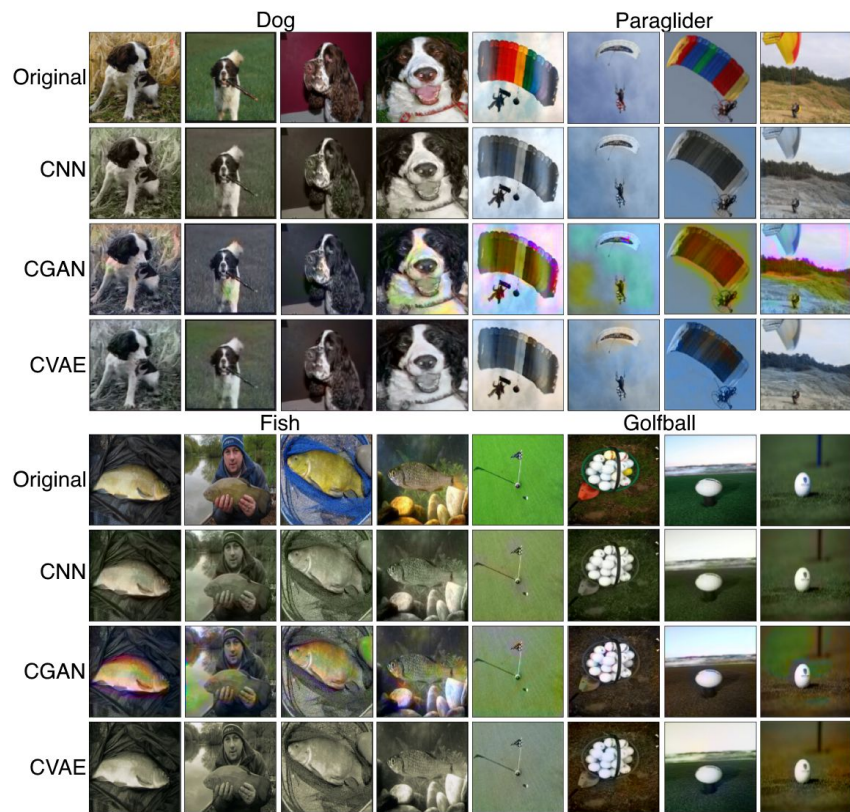 Dog Paraglider
Original
CNN
CGAN
CVAE
Fish Golfball
Original
CNN
CGAN
CVAE